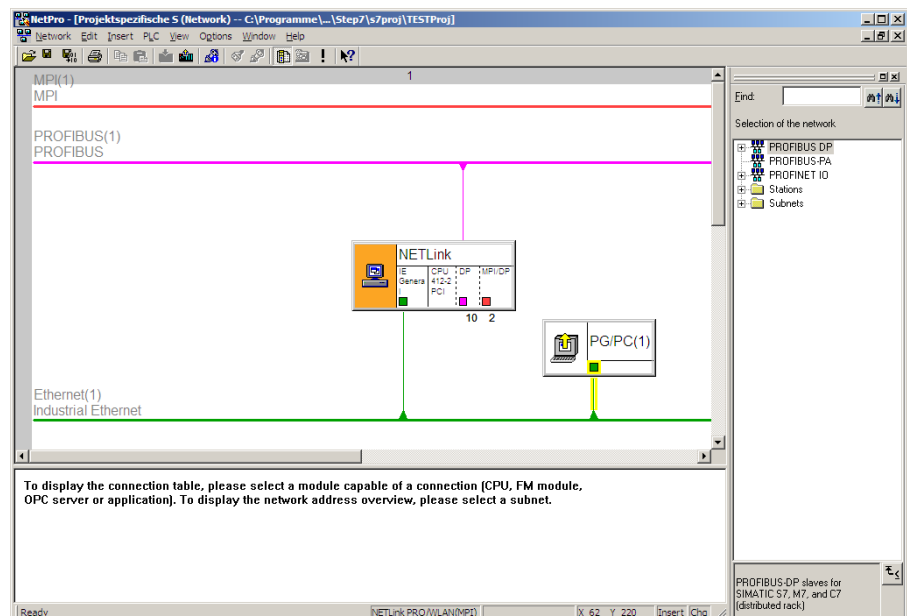 NetPro - [Projektspezifische S (Network) -- C:\Programme\...\Step7\s7proj\TESTProj]
Network Edit Insert PLC View Options Window Help
1
MPI(1)
MPI
PROFIBUS(1)
PROFIBUS
NETLink
IE General
CPU 412-2 PCI
DP
MPI/DP
10 2
PG/PC(1)
Ethernet(1)
Industrial Ethernet
Find:
Selection of the network
PROFIBUS DP
PROFIBUS-PA
PROFINET IO
Stations
Subnets
To display the connection table, please select a module capable of a connection (CPU, FM module,
OPC server or application). To display the network address overview, please select a subnet.
PROFIBUS-DP slaves for
SIMATIC S7, M7, and C7
(distributed rack)
Ready
NETLink PRO/WLAN(MPI)
X 62 Y 220
Insert
Chg